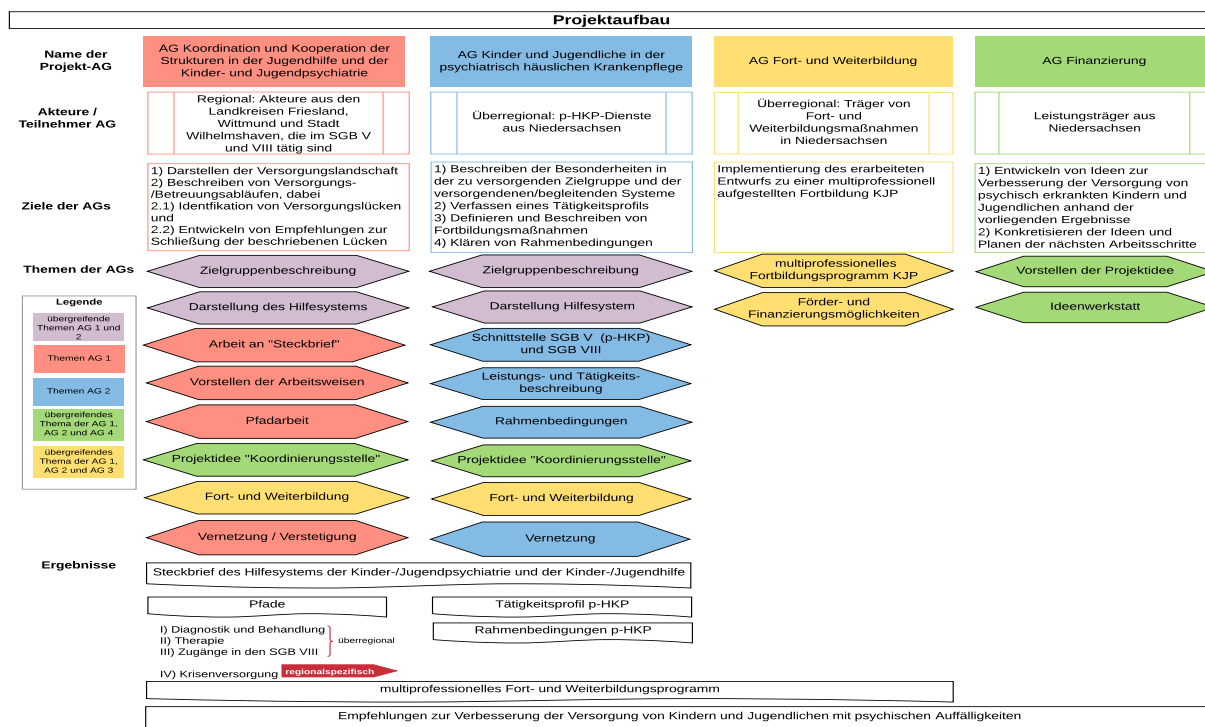 Projektaufbau
Name der
Projekt-AG
AG Koordination und Kooperation der
Strukturen in der Jugendhilfe und der
Kinder- und Jugendpsychiatrie
AG Kinder und Jugendliche in der
psychiatrisch häuslichen Krankenpflege
AG Fort- und Weiterbildung
AG Finanzierung
Akteure /
Teilnehmer AG
Regional: Akteure aus den
Landkreisen Friesland,
Wittmund und Stadt
Wilhelmshaven, die im SGB V
und VIII tätig sind
Überregional: p-HKP-Dienste
aus Niedersachsen
Überregional: Träger von
Fort- und
Weiterbildungsmaßnahmen
in Niedersachsen
Leistungsträger aus
Niedersachsen
Ziele der AGs
1) Darstellen der Versorgungslandschaft
2) Beschreiben von Versorgungs-
/Betreuungsabläufen, dabei
2.1) Identfikation von Versorgungslücken
und
2.2) Entwickeln von Empfehlungen zur
Schließung der beschriebenen Lücken
1) Beschreiben der Besonderheiten in
der zu versorgenden Zielgruppe und der
versorgendenen/begleitenden Systeme
2) Verfassen eines Tätigkeitsprofils
3) Definieren und Beschreiben von
Fortbildungsmaßnahmen
4) Klären von Rahmenbedingungen
Implementierung des erarbeiteten
Entwurfs zu einer multiprofessionell
aufgestellten Fortbildung KJP
1) Entwickeln von Ideen zur
Verbesserung der Versorgung von
psychisch erkrankten Kindern und
Jugendlichen anhand der
vorliegenden Ergebnisse
2) Konkretisieren der Ideen und
Planen der nächsten Arbeitsschritte
Themen der AGs
Zielgruppenbeschreibung
Zielgruppenbeschreibung
multiprofessionelles
Fortbildungsprogramm KJP
Vorstellen der Projektidee
Darstellung des Hilfesystems
Darstellung Hilfesystem
Förder- und
Finanzierungsmöglichkeiten
Ideenwerkstatt
Arbeit an "Steckbrief"
Schnittstelle SGB V (p-HKP)
und SGB VIII
Vorstellen der Arbeitsweisen
Leistungs- und Tätigkeits-
beschreibung
Pfadarbeit
Rahmenbedingungen
Projektidee "Koordinierungsstelle"
Projektidee "Koordinierungsstelle"
Fort- und Weiterbildung
Fort- und Weiterbildung
Vernetzung / Verstetigung
Vernetzung
Legende
übergreifende
Themen AG 1 und
2
Themen AG 1
Themen AG 2
übergreifendes
Thema der AG 1,
AG 2 und AG 4
übergreifendes
Thema der AG 1,
AG 2 und AG 3
Ergebnisse
Steckbrief des Hilfesystems der Kinder-/Jugendpsychiatrie und der Kinder-/Jugendhilfe
Pfade
Tätigkeitsprofil p-HKP
I) Diagnostik und Behandlung
II) Therapie
III) Zugänge in den SGB VIII
überregional
Rahmenbedingungen p-HKP
IV) Krisenversorgung
regionalspezifisch
multiprofessionelles Fort- und Weiterbildungsprogramm
Empfehlungen zur Verbesserung der Versorgung von Kindern und Jugendlichen mit psychischen Auffälligkeiten